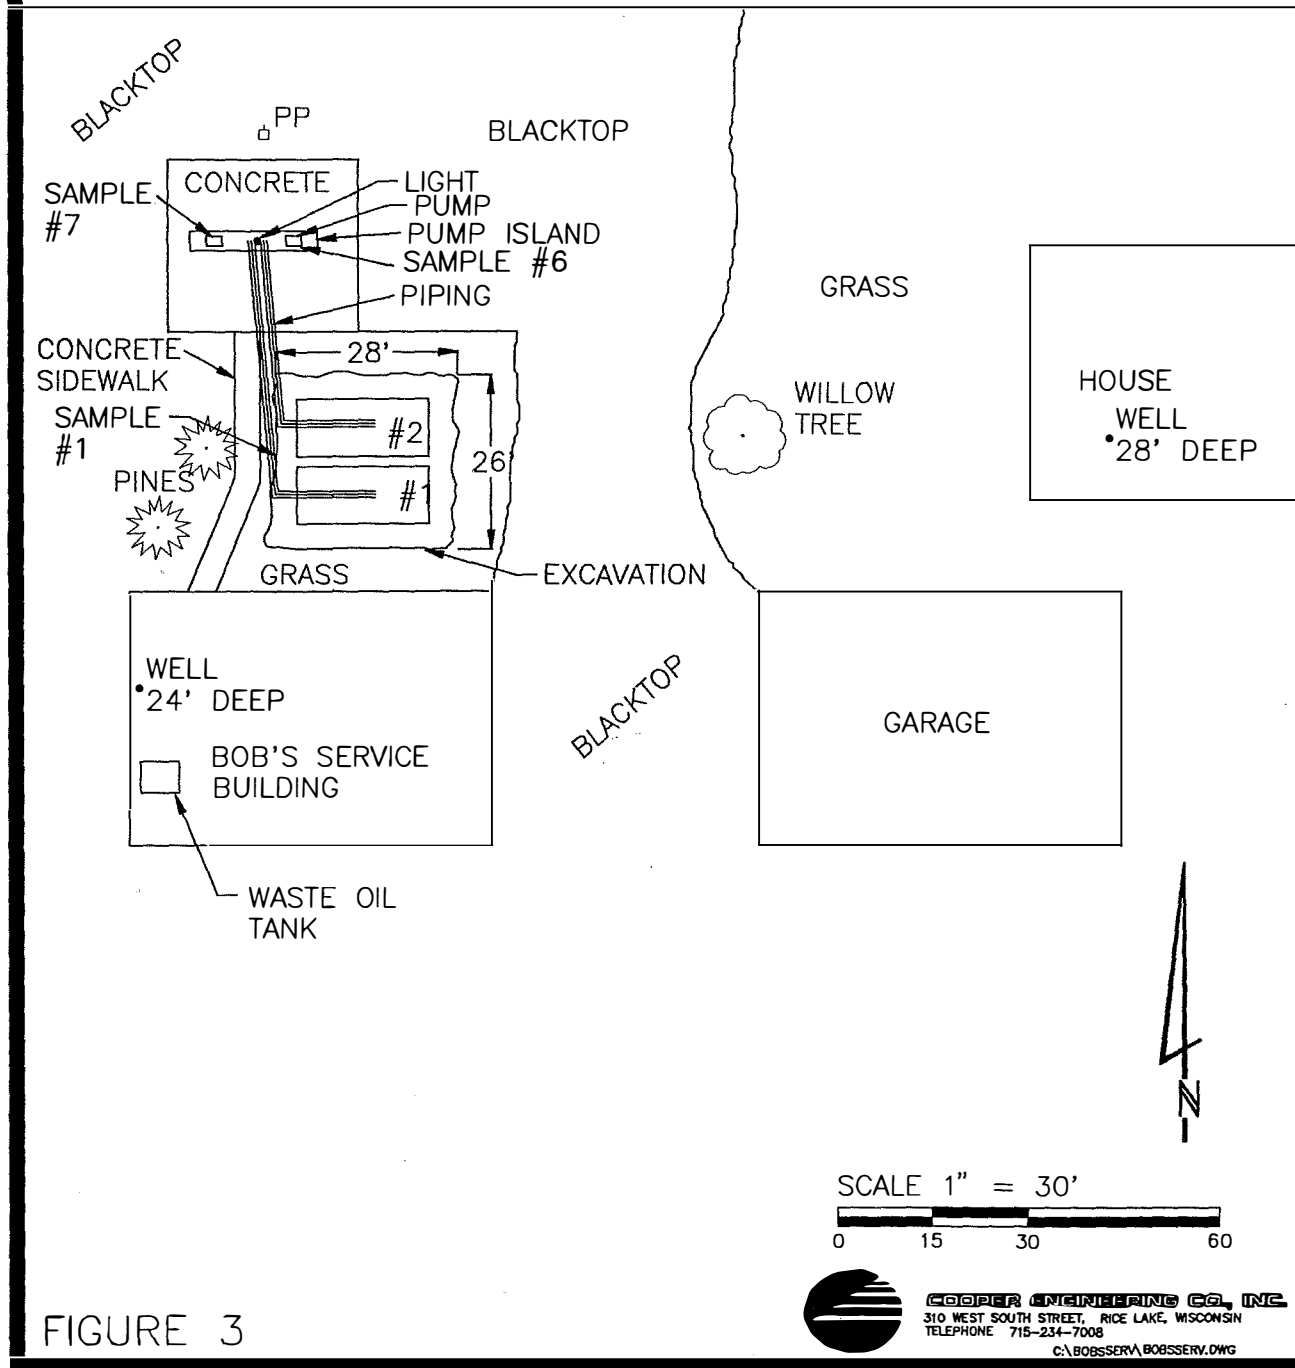 BLACKTOP
PP
BLACKTOP
CONCRETE
LIGHT
SAMPLE
#7
PUMP
PUMP ISLAND
SAMPLE #6
PIPING
GRASS
CONCRETE
SIDEWALK
28'
HOUSE
WILLOW
TREE
SAMPLE
#1
WELL
28' DEEP
#2
26'
PINES
#1
GRASS
EXCAVATION
WELL
24' DEEP
BLACKTOP
GARAGE
BOB'S SERVICE
BUILDING
WASTE OIL
TANK
N
SCALE 1" = 30'
0 15 30 60
COOPER ENGINEERING CO., INC.
310 WEST SOUTH STREET, RICE LAKE, WISCONSIN
TELEPHONE 715-234-7008
C:\BOBSSERV\BOBSSERV.DWG
FIGURE 3